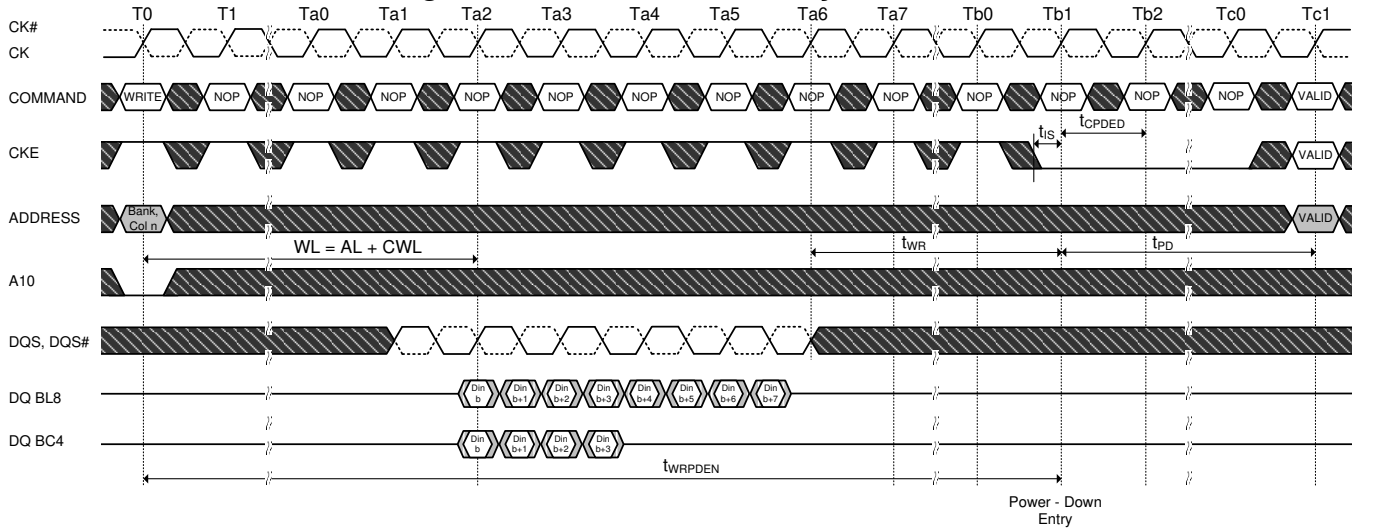 T0 T1 Ta0 Ta1 Ta2 Ta3 Ta4 Ta5 Ta6 Ta7 Tb0 Tb1 Tb2 Tc0 Tc1
CK#
CK
COMMAND WRITE NOP NOP NOP NOP NOP NOP NOP NOP NOP NOP NOP NOP NOP VALID
tIS tCPDED
CKE VALID
ADDRESS Bank, Col n VALID
WL = AL + CWL tWR tPD
A10
DQS, DQS#
DQ BL8 Din b Din b+1 Din b+2 Din b+3 Din b+4 Din b+5 Din b+6 Din b+7
DQ BC4 Din b Din b+1 Din b+2 Din b+3
tWRPDEN
Power - Down
Entry